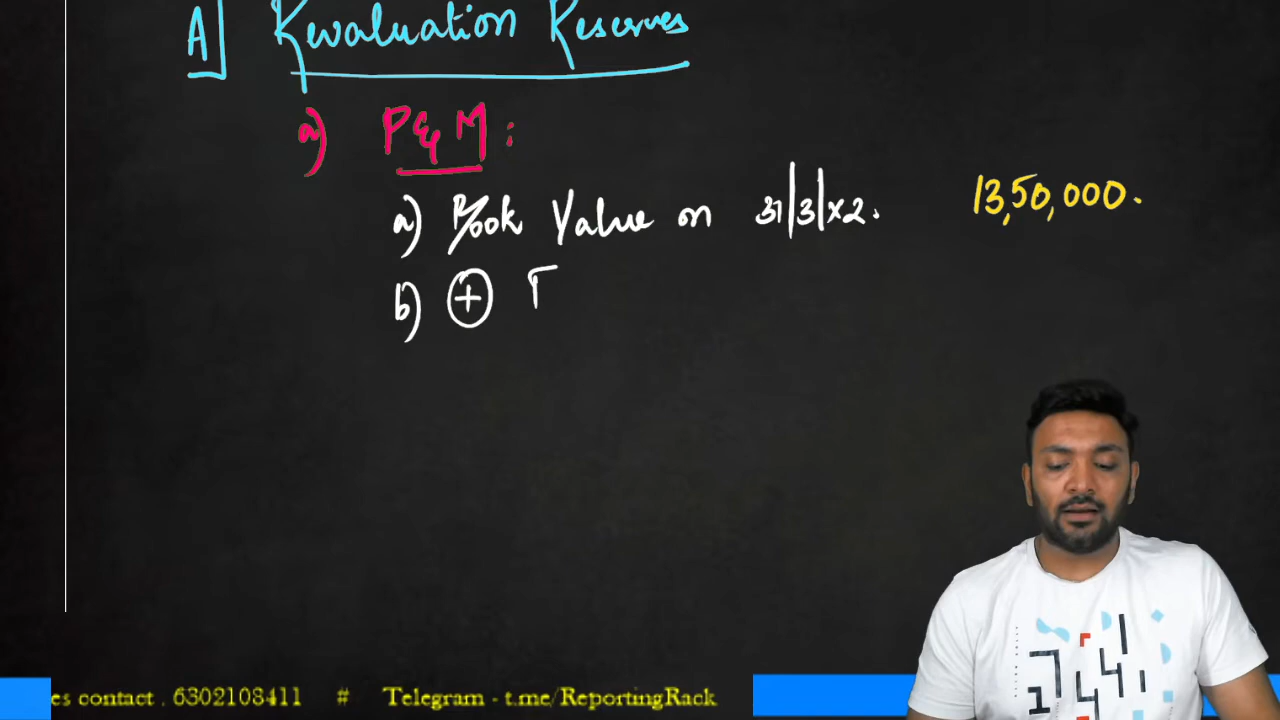 A] Revaluation Reserves
a) P & M :
a) Book Value on 31/3/x2. 13,50,000.
b) +
es contact . 6302108411 # Telegram - t.me/ReportingRack